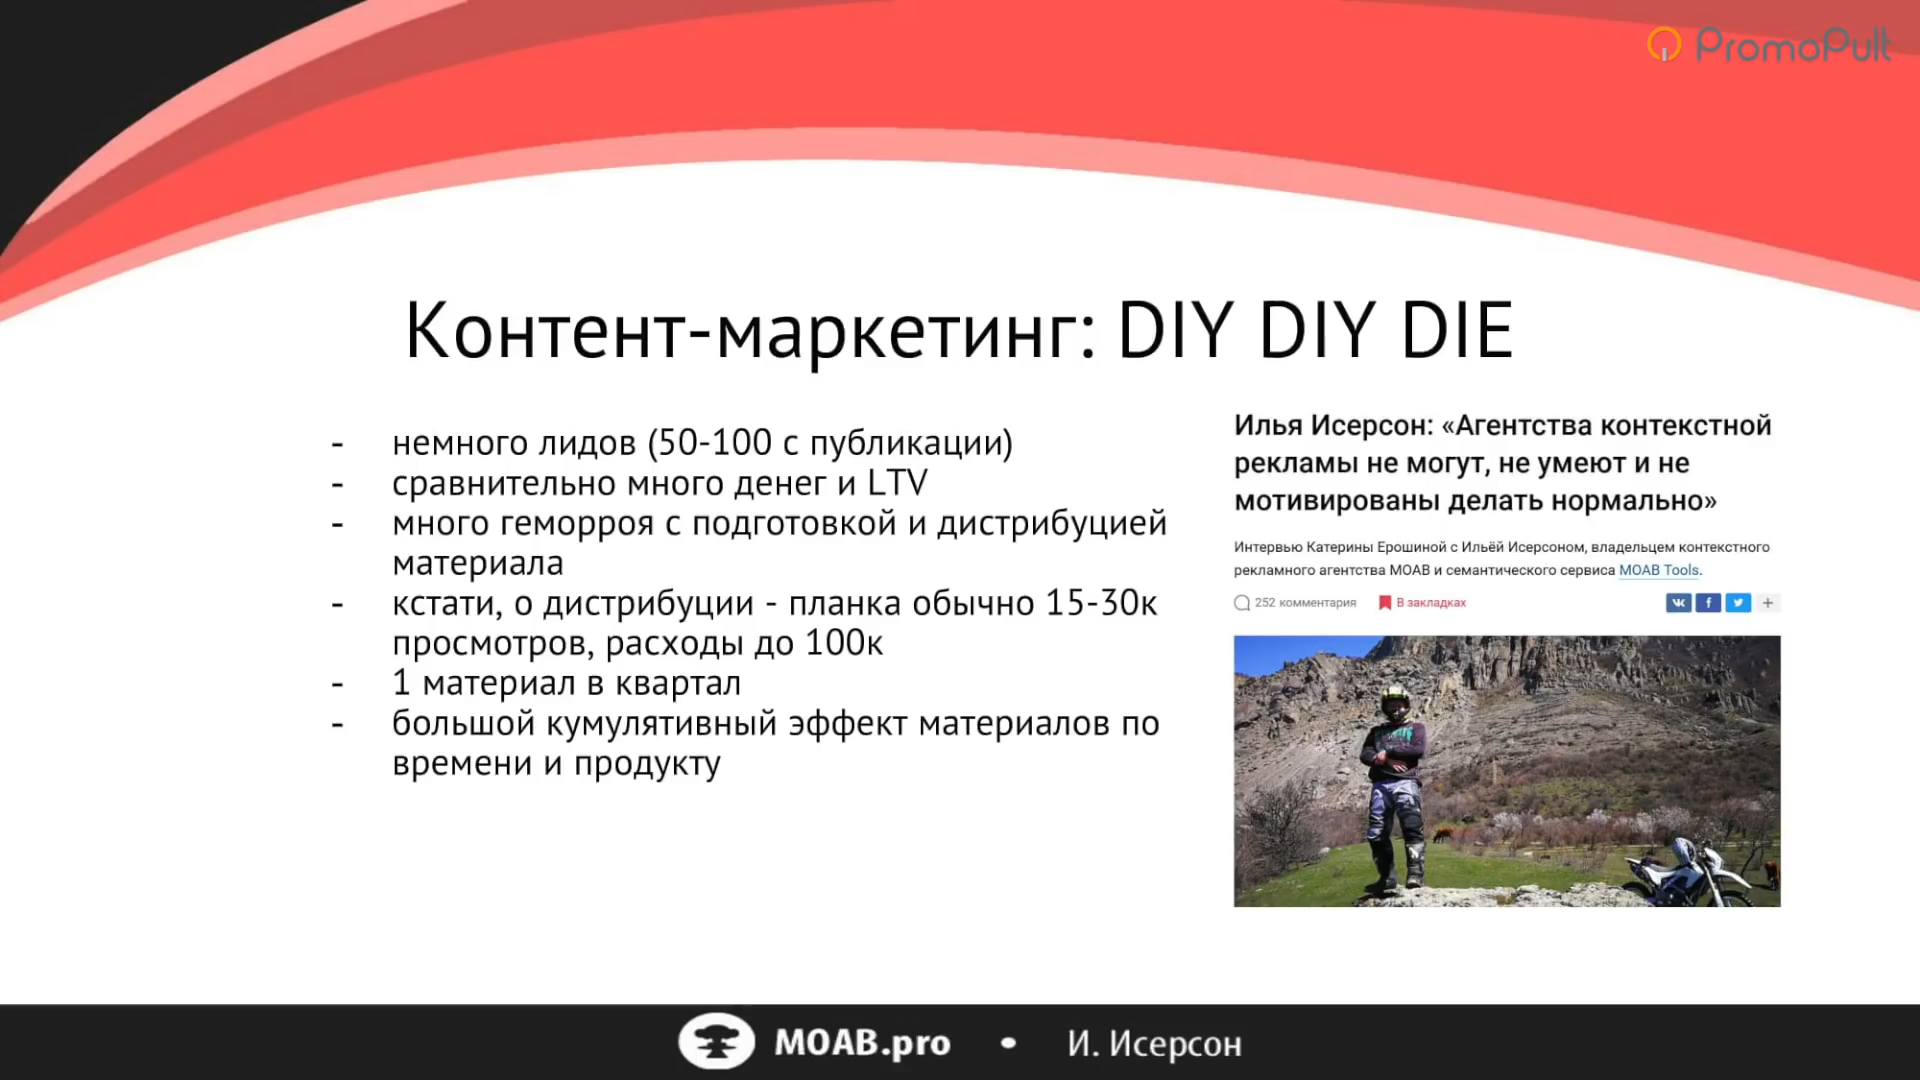 PromoPult
Контент-маркетинг: DIY DIY DIE
- немного лидов (50-100 с публикации)
- сравнительно много денег и LTV
- много геморроя с подготовкой и дистрибуцией
материала
- кстати, о дистрибуции - планка обычно 15-30к
просмотров, расходы до 100к
- 1 материал в квартал
- большой кумулятивный эффект материалов по
времени и продукту
Илья Исерсон: «Агентства контекстной
рекламы не могут, не умеют и не
мотивированы делать нормально»
Интервью Катерины Ерошиной с Ильёй Исерсоном, владельцем контекстного
рекламного агентства МОАВ и семантического сервиса MOAB Tools.
252 комментария В закладках
MOAB.pro • И. Исерсон